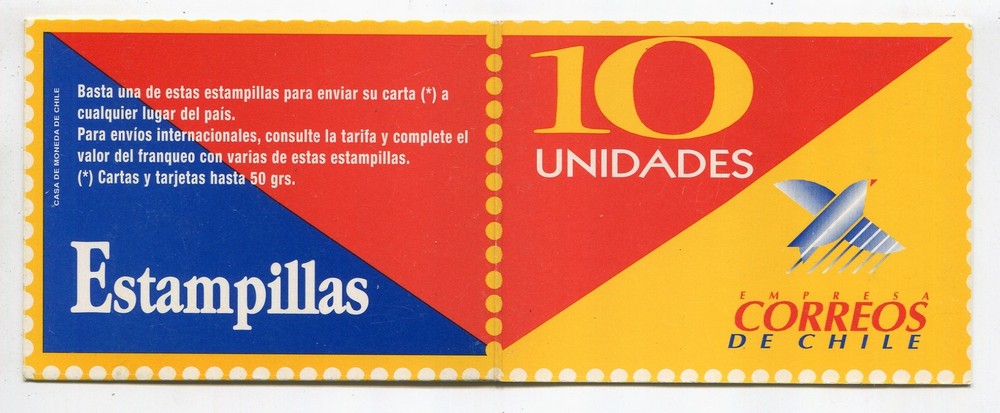 CASA DE MONEDA DE CHILE
Basta una de estas estampillas para enviar su carta (*) a
cualquier lugar del país.
Para envíos internacionales, consulte la tarifa y complete el
valor del franqueo con varias de estas estampillas.
(*) Cartas y tarjetas hasta 50 grs.
Estampillas
10
UNIDADES
EMPRESA
CORREOS
DE CHILE